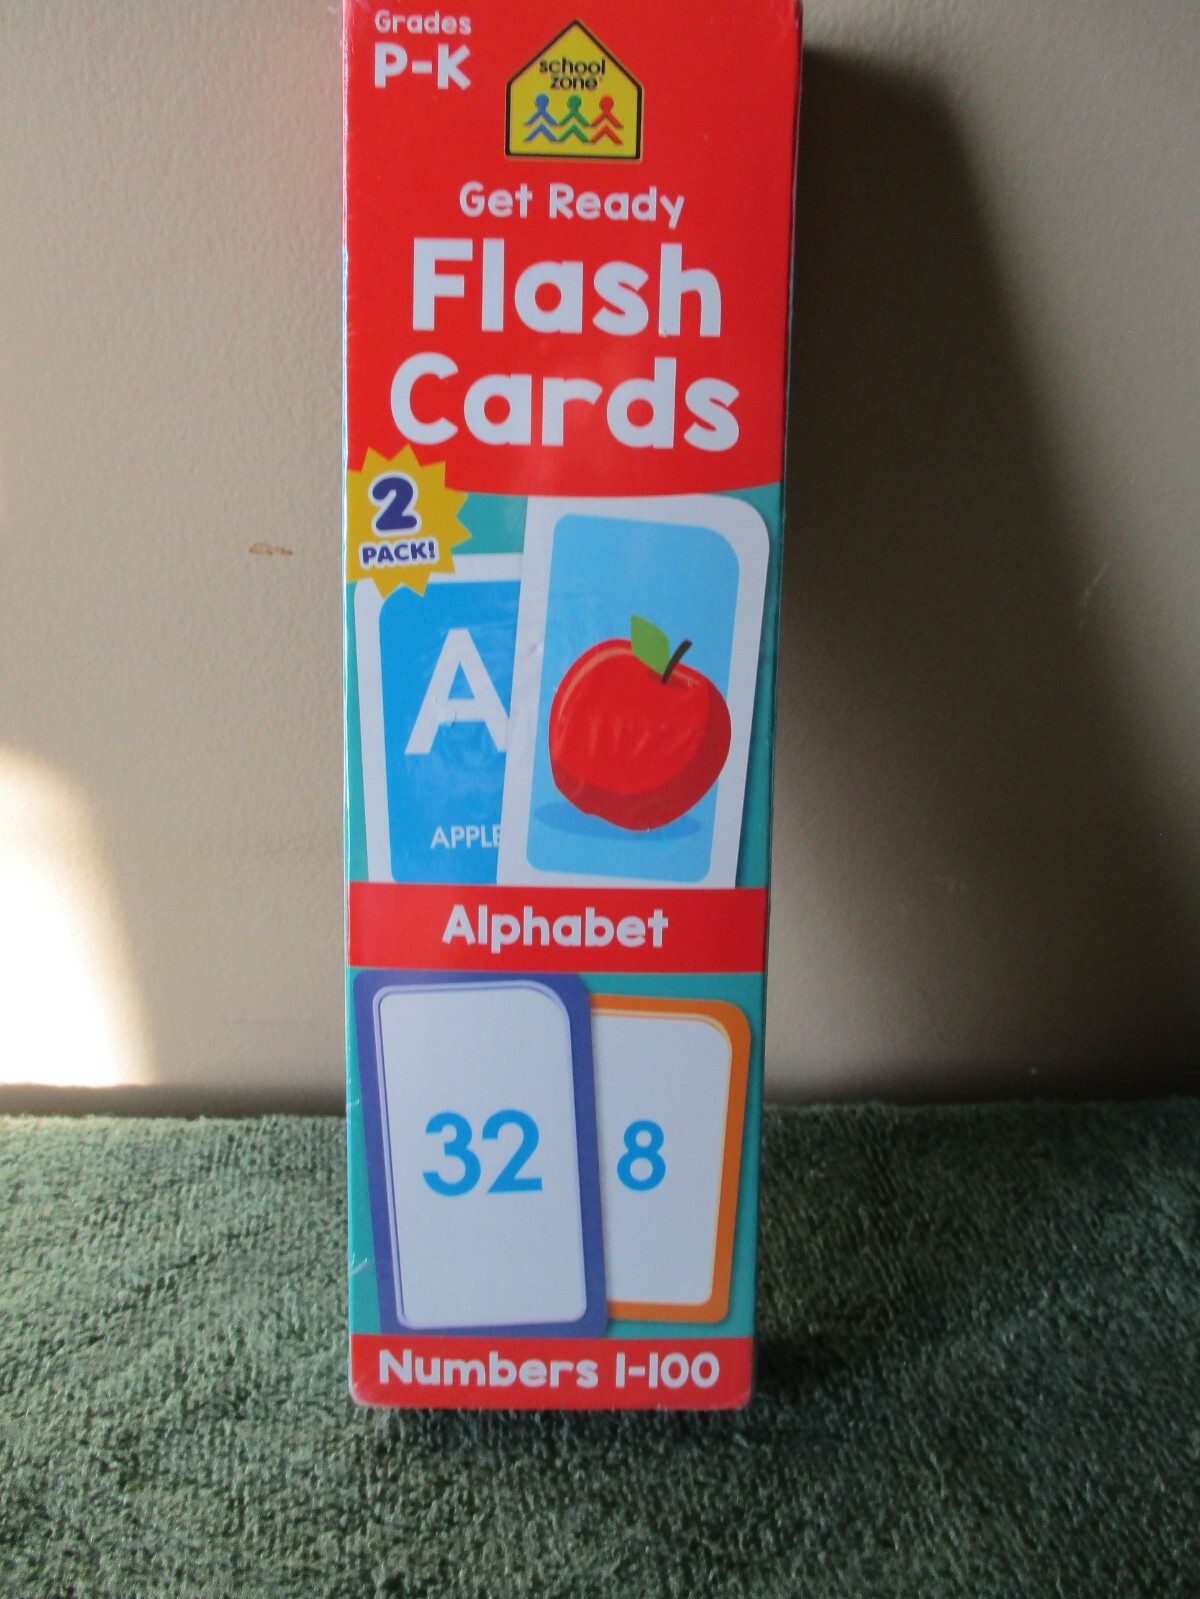 Grades
P-K
school
zone
Get Ready
Flash
Cards
2
PACK!
A
APPLE
Alphabet
32
8
Numbers 1-100